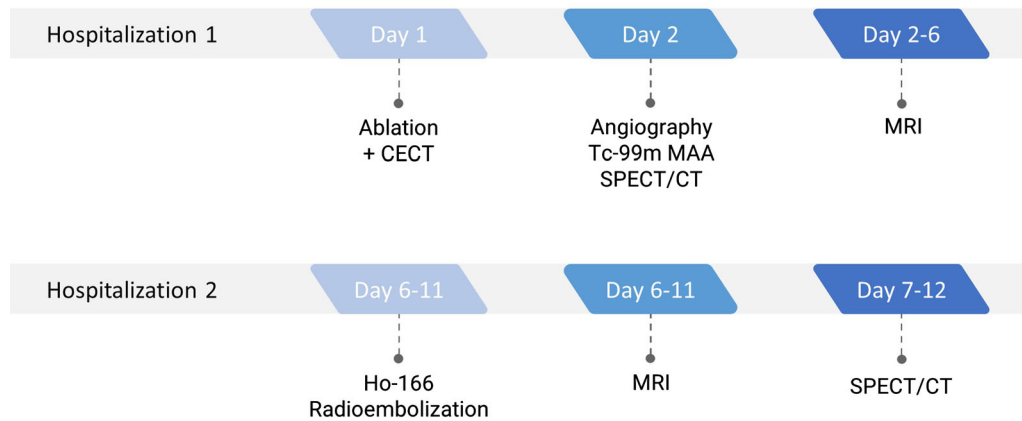 Hospitalization 1
Day 1
Day 2
Day 2-6
Ablation
+ CECT
Angiography
Tc-99m MAA
SPECT/CT
MRI
Hospitalization 2
Day 6-11
Day 6-11
Day 7-12
Ho-166
Radioembolization
MRI
SPECT/CT